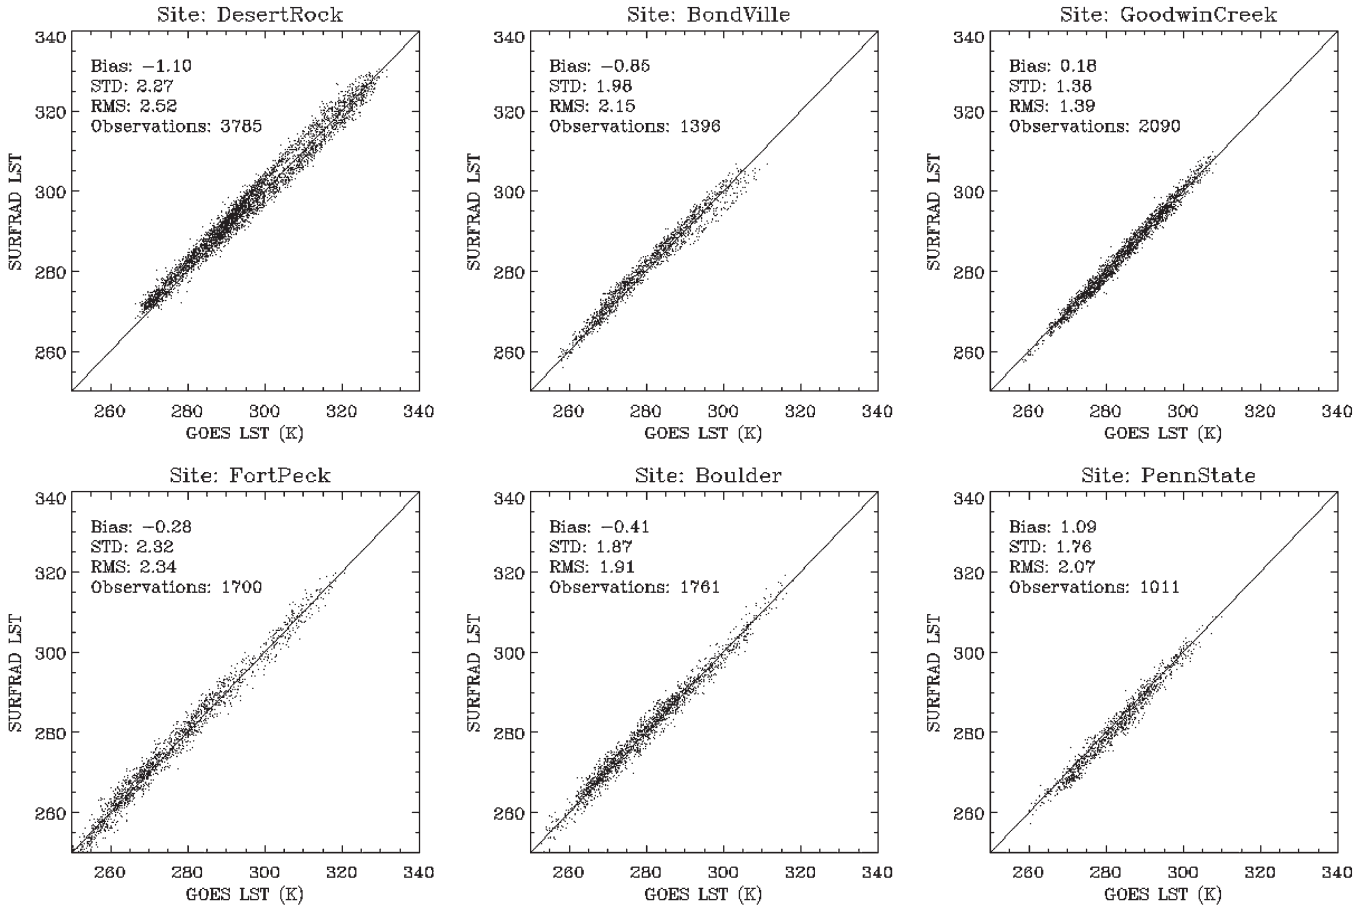 Site: DesertRock
Bias: −1.10
STD: 2.27
RMS: 2.52
Observations: 3785
340
320
300
280
260
SURFRAD LST
260 280 300 320 340
GOES LST (K)
Site: BondVille
Bias: −0.85
STD: 1.98
RMS: 2.15
Observations: 1396
340
320
300
280
260
SURFRAD LST
260 280 300 320 340
GOES LST (K)
Site: GoodwinCreek
Bias: 0.18
STD: 1.38
RMS: 1.39
Observations: 2090
340
320
300
280
260
SURFRAD LST
260 280 300 320 340
GOES LST (K)
Site: FortPeck
Bias: −0.28
STD: 2.32
RMS: 2.34
Observations: 1700
340
320
300
280
260
SURFRAD LST
260 280 300 320 340
GOES LST (K)
Site: Boulder
Bias: −0.41
STD: 1.87
RMS: 1.91
Observations: 1761
340
320
300
280
260
SURFRAD LST
260 280 300 320 340
GOES LST (K)
Site: PennState
Bias: 1.09
STD: 1.76
RMS: 2.07
Observations: 1011
340
320
300
280
260
SURFRAD LST
260 280 300 320 340
GOES LST (K)